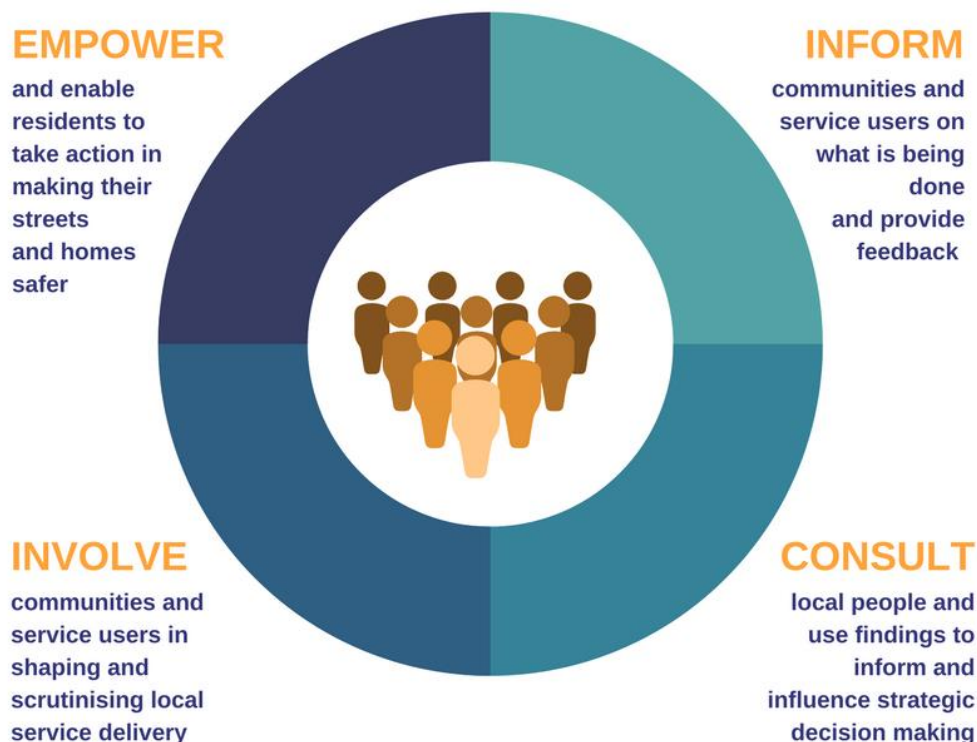 EMPOWER
and enable
residents to
take action in
making their
streets
and homes
safer
INFORM
communities and
service users on
what is being
done
and provide
feedback
INVOLVE
communities and
service users in
shaping and
scrutinising local
service delivery
CONSULT
local people and
use findings to
inform and
influence strategic
decision making